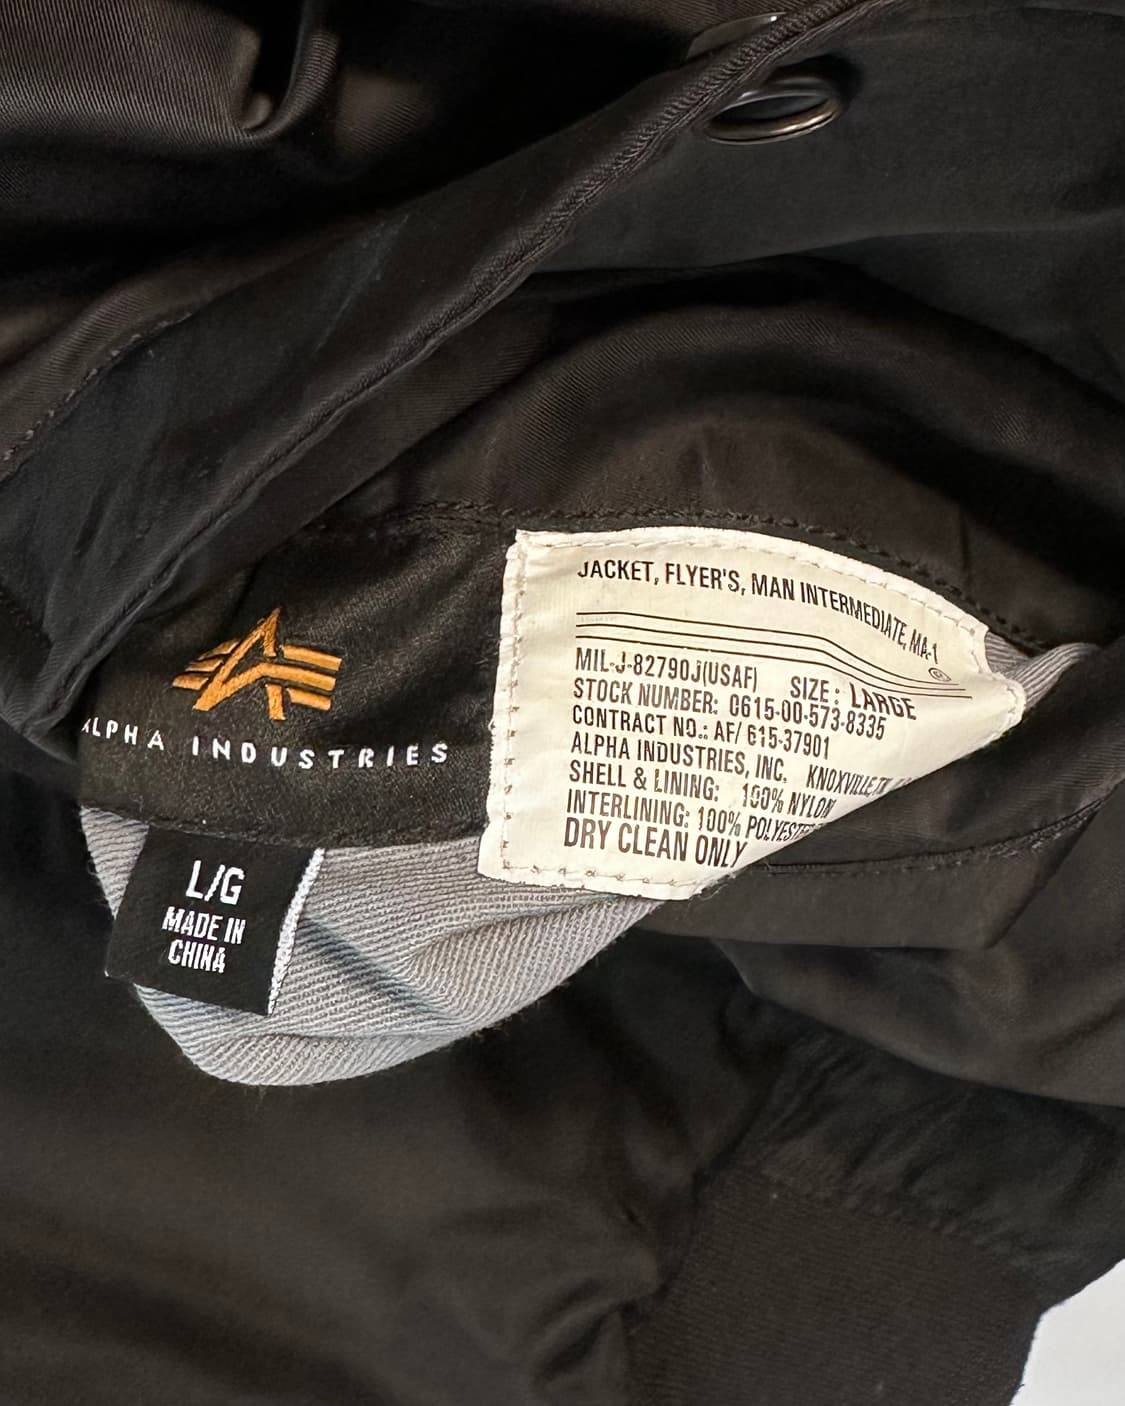 JACKET, FLYER'S, MAN INTERMEDIATE, MA-1
MIL-J-82790J(USAF) SIZE: LARGE
STOCK NUMBER: 0615-00-573-8335
CONTRACT NO.: AF/ 615-37901
ALPHA INDUSTRIES, INC. KNOXVILLE,
SHELL & LINING: 100% NYLON
INTERLINING: 100% POLYESTE
DRY CLEAN ONLY
ALPHA INDUSTRIES
L/G
MADE IN
CHINA